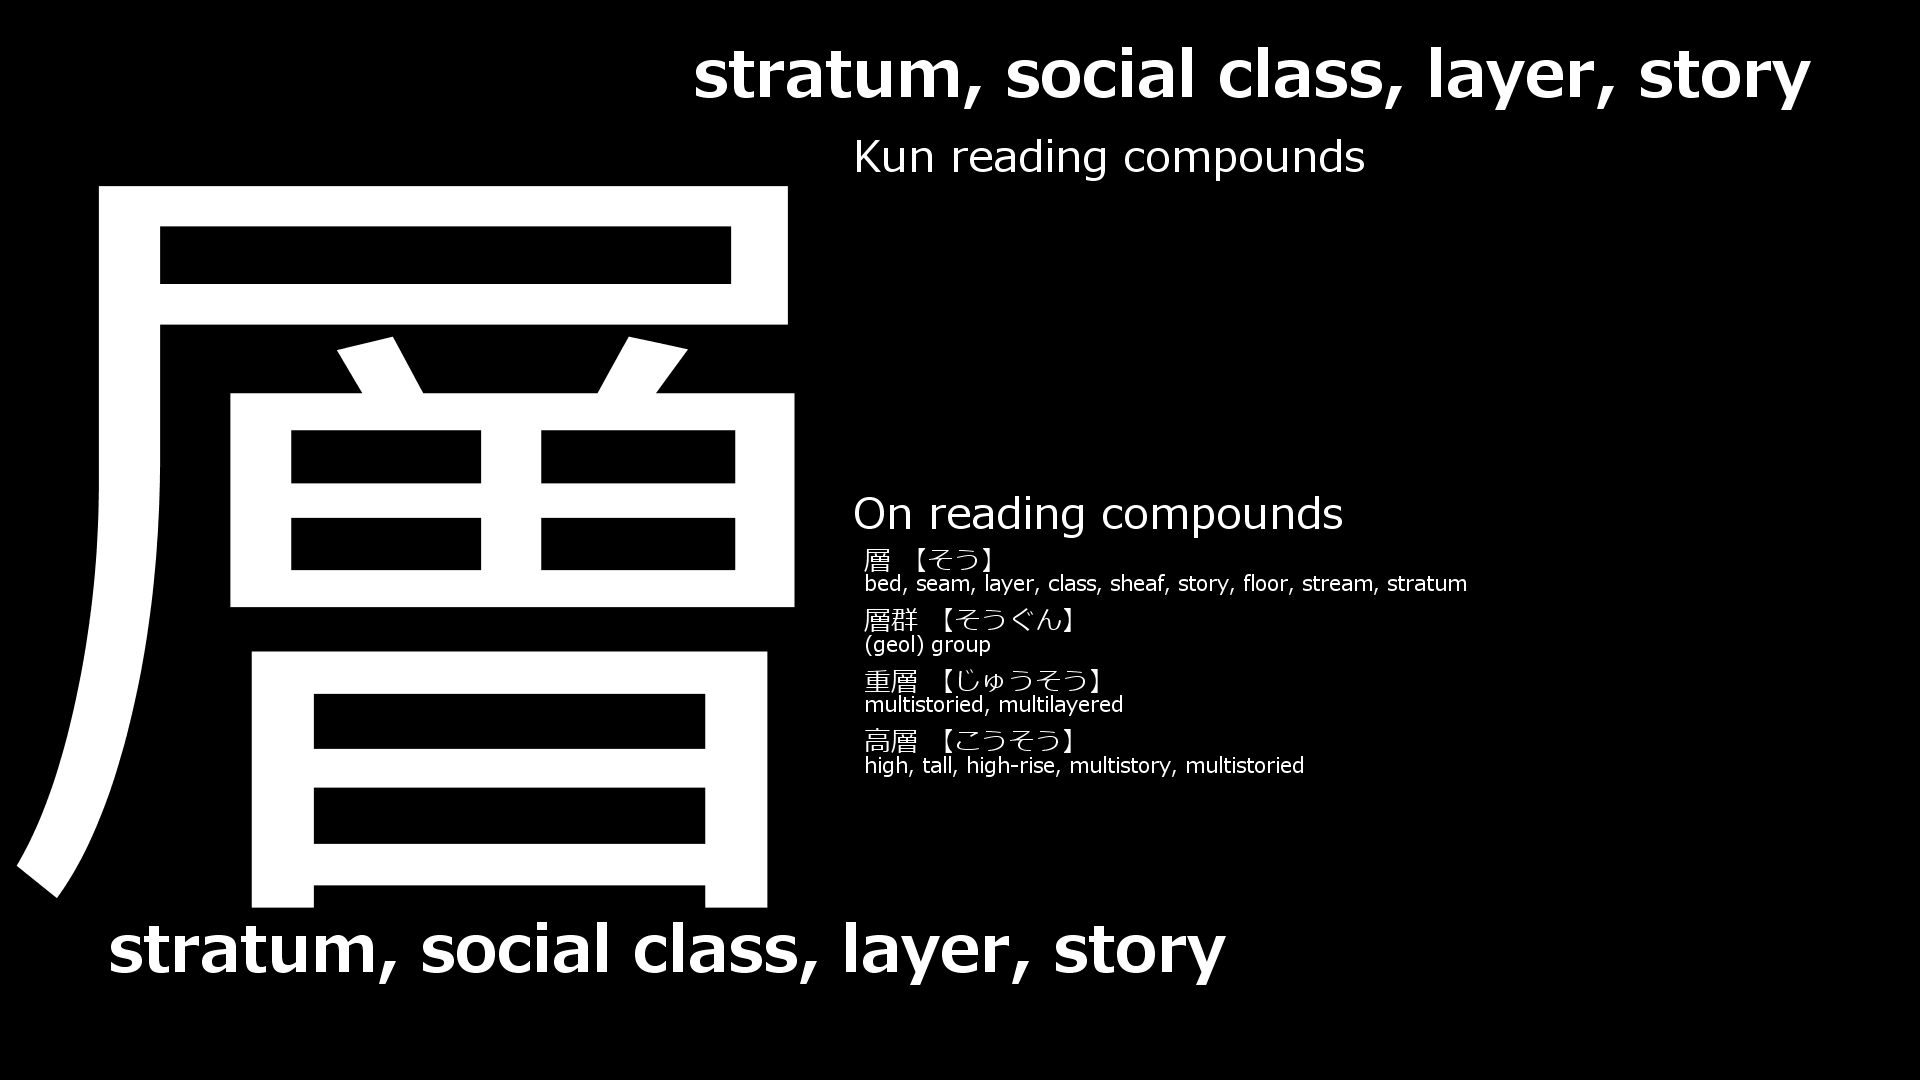 stratum, social class, layer, story
Kun reading compounds
層
On reading compounds
層 【そう】
bed, seam, layer, class, sheaf, story, floor, stream, stratum
層群 【そうぐん】
(geol) group
重層 【じゅうそう】
multistoried, multilayered
高層 【こうそう】
high, tall, high-rise, multistory, multistoried
stratum, social class, layer, story